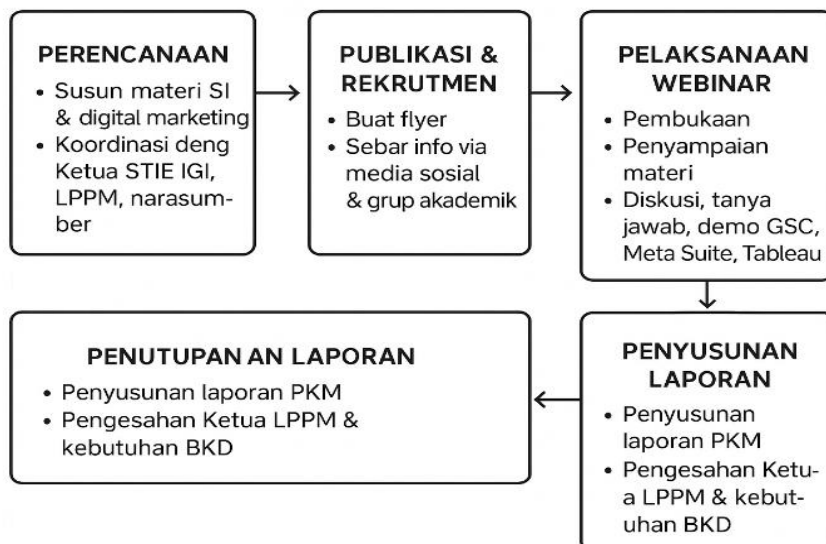 PERENCANAAN
• Susun materi SI
& digital marketing
• Koordinasi deng
Ketua STIE IGI,
LPPM, narasum-
ber
PUBLIKASI &
REKRUTMEN
• Buat flyer
• Sebar info via
media sosial
& grup akademik
PELAKSANAAN
WEBINAR
• Pembukaan
• Penyampaian
materi
• Diskusi, tanya
jawab, demo GSC,
Meta Suite, Tableau
PENYUSUNAN
LAPORAN
• Penyusunan
laporan PKM
• Pengesahan Ketu-
a LPPM & kebut-
uhan BKD
PENUTUPAN AN LAPORAN
• Penyusunan laporan PKM
• Pengesahan Ketua LPPM &
kebutuhan BKD